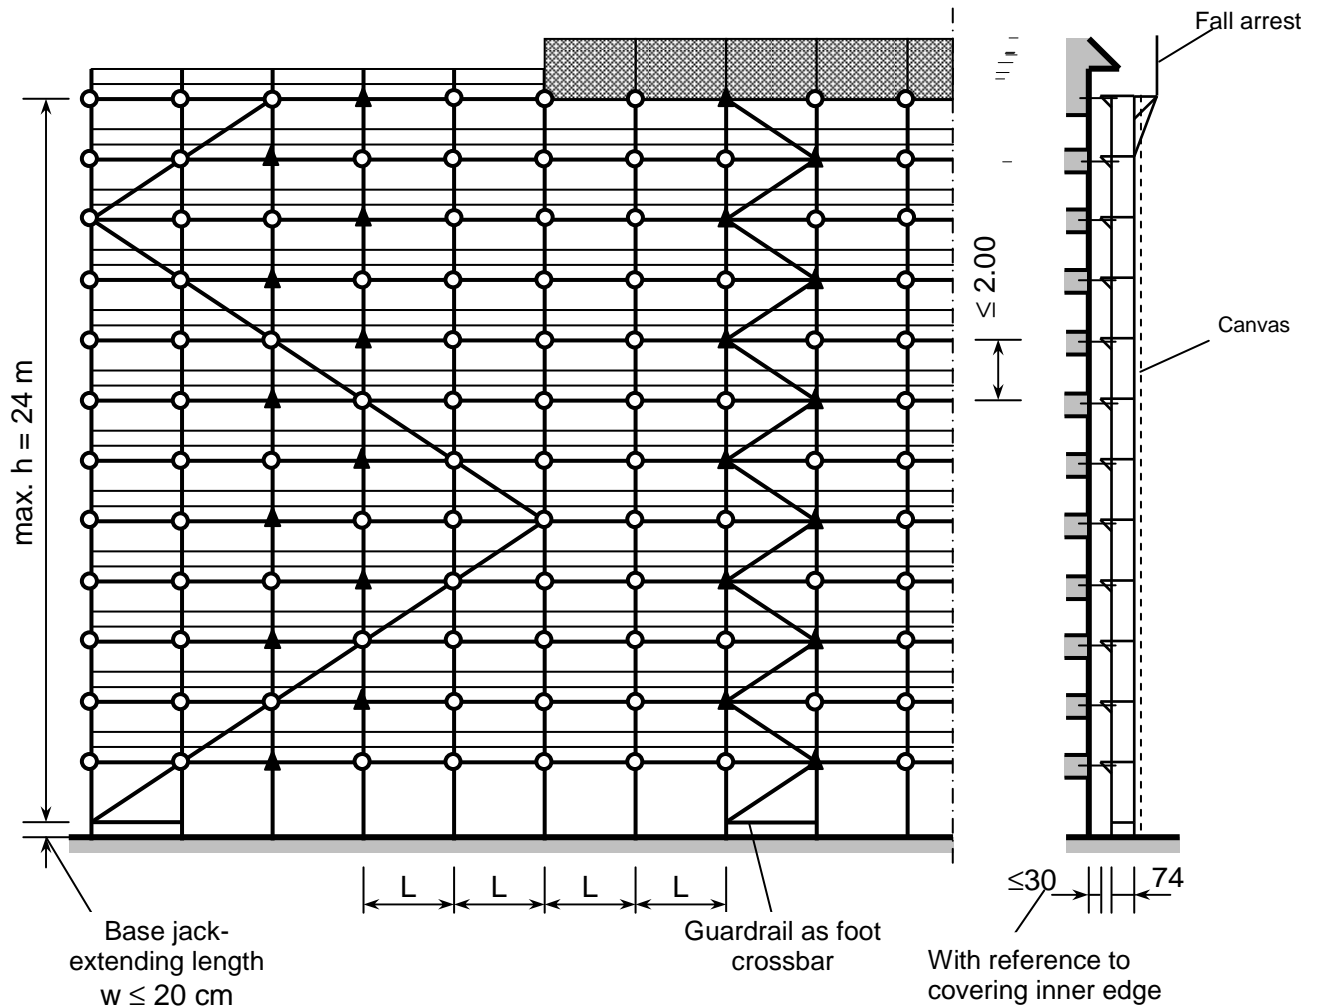 Fall arrest
≤ 2.00
Canvas
max. h = 24 m
L L L L
≤30 74
Base jack-
extending length
w ≤ 20 cm
Guardrail as foot
crossbar
With reference to
covering inner edge